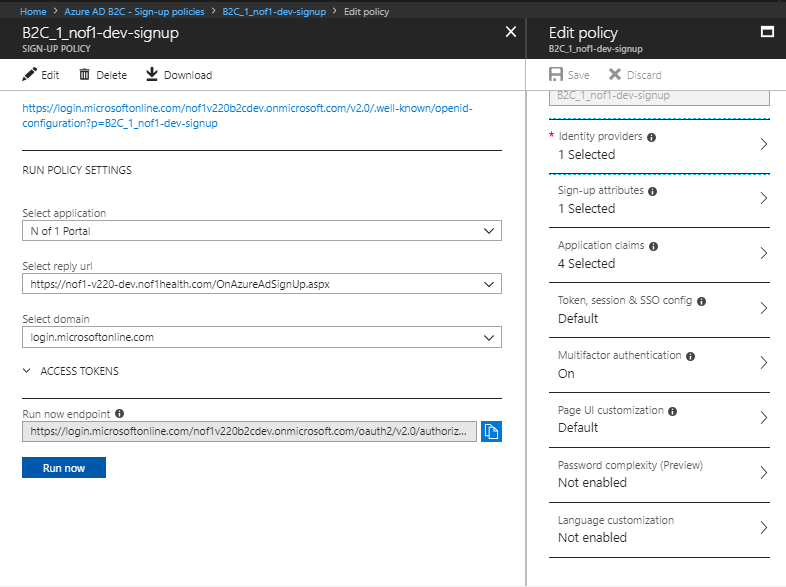 Home > Azure AD B2C - Sign-up policies > B2C_1_nof1-dev-signup > Edit policy
B2C_1_nof1-dev-signup
SIGN-UP POLICY
Edit Delete Download
https://login.microsoftonline.com/nof1v220b2cdev.onmicrosoft.com/v2.0/.well-known/openid-
configuration?p=B2C_1_nof1-dev-signup
RUN POLICY SETTINGS
Select application
N of 1 Portal
Select reply url
https://nof1-v220-dev.nof1health.com/OnAzureAdSignUp.aspx
Select domain
login.microsoftonline.com
ACCESS TOKENS
Run now endpoint
https://login.microsoftonline.com/nof1v220b2cdev.onmicrosoft.com/oauth2/v2.0/authoriz...
Run now
Edit policy
B2C_1_nof1-dev-signup
Save Discard
B2C_1_nof1-dev-signup
* Identity providers
1 Selected
Sign-up attributes
1 Selected
Application claims
4 Selected
Token, session & SSO config
Default
Multifactor authentication
On
Page UI customization
Default
Password complexity (Preview)
Not enabled
Language customization
Not enabled